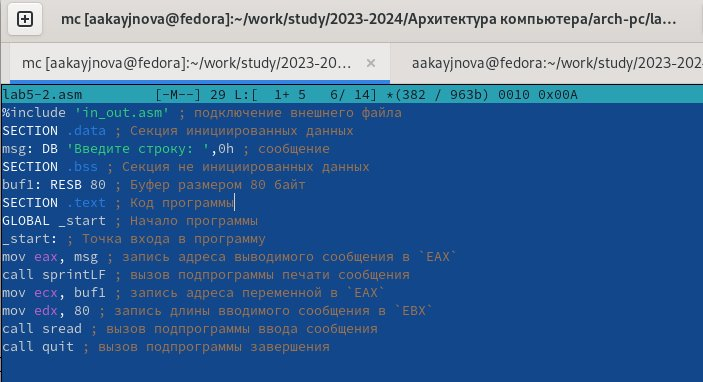 mc [aakayjnova@fedora]:~/work/study/2023-2024/Архитектура компьютера/arch-pc/la...
mc [aakayjnova@fedora]:~/work/study/2023-20... × aakayjnova@fedora:~/work/study/2023-202
lab5-2.asm [-M--] 29 L:[ 1+ 5 6/ 14] *(382 / 963b) 0010 0x00A
%include 'in_out.asm' ; подключение внешнего файла
SECTION .data ; Секция инициированных данных
msg: DB 'Введите строку: ',0h ; сообщение
SECTION .bss ; Секция не инициированных данных
buf1: RESB 80 ; Буфер размером 80 байт
SECTION .text ; Код программы
GLOBAL _start ; Начало программы
_start: ; Точка входа в программу
mov eax, msg ; запись адреса выводимого сообщения в `EAX`
call sprintLF ; вызов подпрограммы печати сообщения
mov ecx, buf1 ; запись адреса переменной в `EAX`
mov edx, 80 ; запись длины вводимого сообщения в `EBX`
call sread ; вызов подпрограммы ввода сообщения
call quit ; вызов подпрограммы завершения